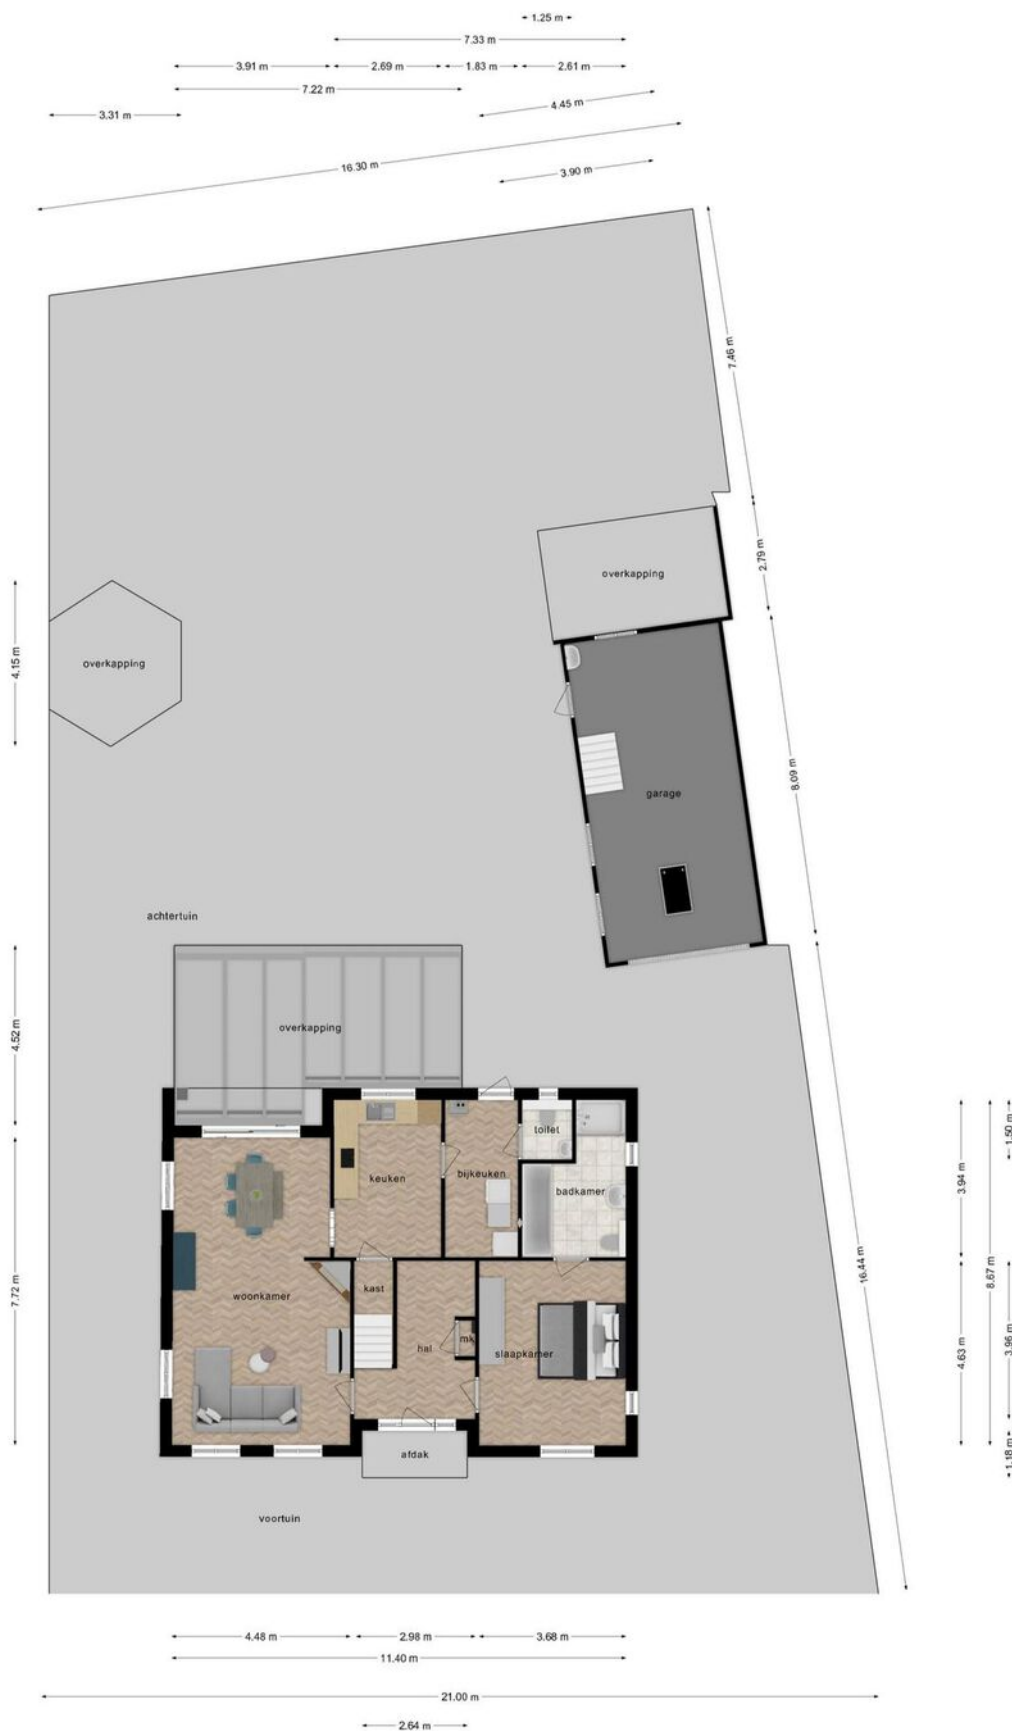 1.25 m
7.33 m
3.91 m
2.69 m
1.83 m
2.61 m
7.22 m
4.45 m
3.31 m
16.30 m
3.90 m
7.46 m
2.79 m
overkapping
4.15 m
overkapping
8.09 m
garage
achtertuin
4.52 m
overkapping
toilet
1.50 m
keuken
bijkeuken
badkamer
3.94 m
16.44 m
8.67 m
7.72 m
woonkamer
kast
hal
mk
slaapkamer
4.63 m
3.96 m
afdak
1.18 m
voortuin
4.48 m
2.98 m
3.68 m
11.40 m
21.00 m
2.64 m